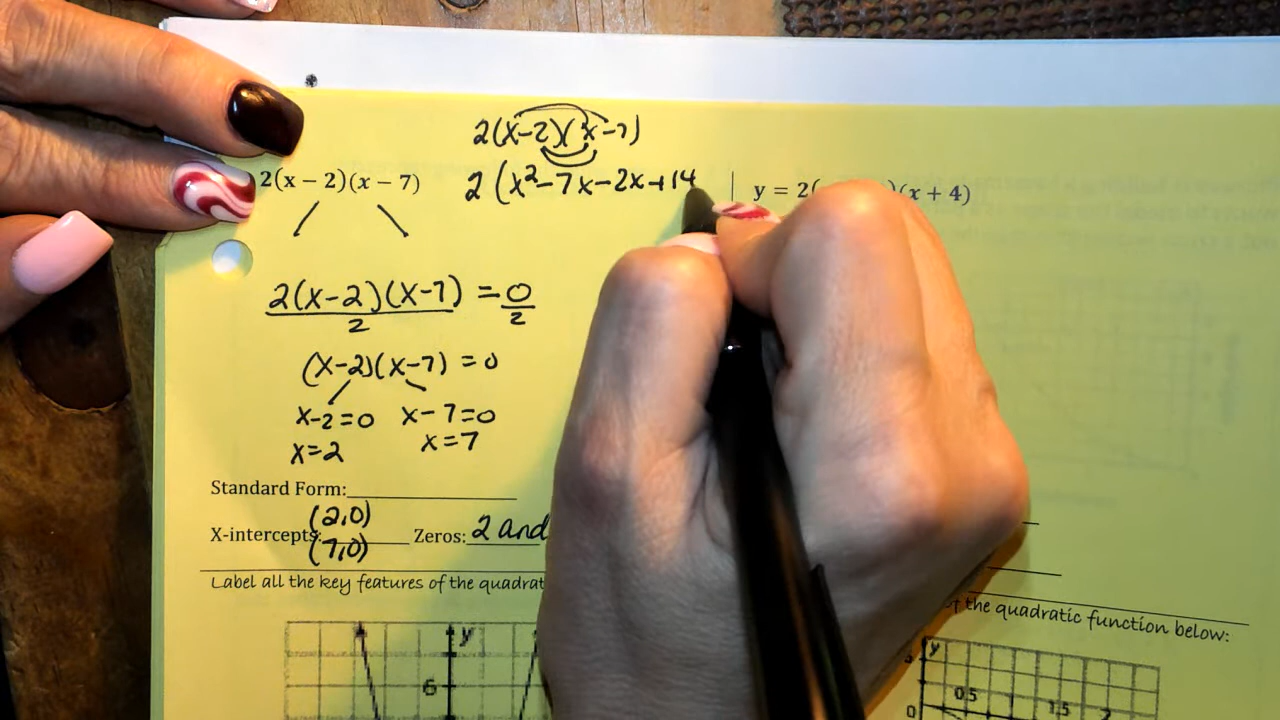 2(x-2)(x-7)
2(x - 2)(x - 7)
2(x²-7x-2x+14
y = 2( )(x + 4)
2(x-2)(x-7) = 0
2 2
(x-2)(x-7) = 0
x-2=0 x-7=0
x=2 x=7
Standard Form:
(2,0)
X-intercepts: Zeros: 2 and
(7,0)
Label all the key features of the quadrat
the quadratic function below:
y
6
y
0.5
1.5
2
0